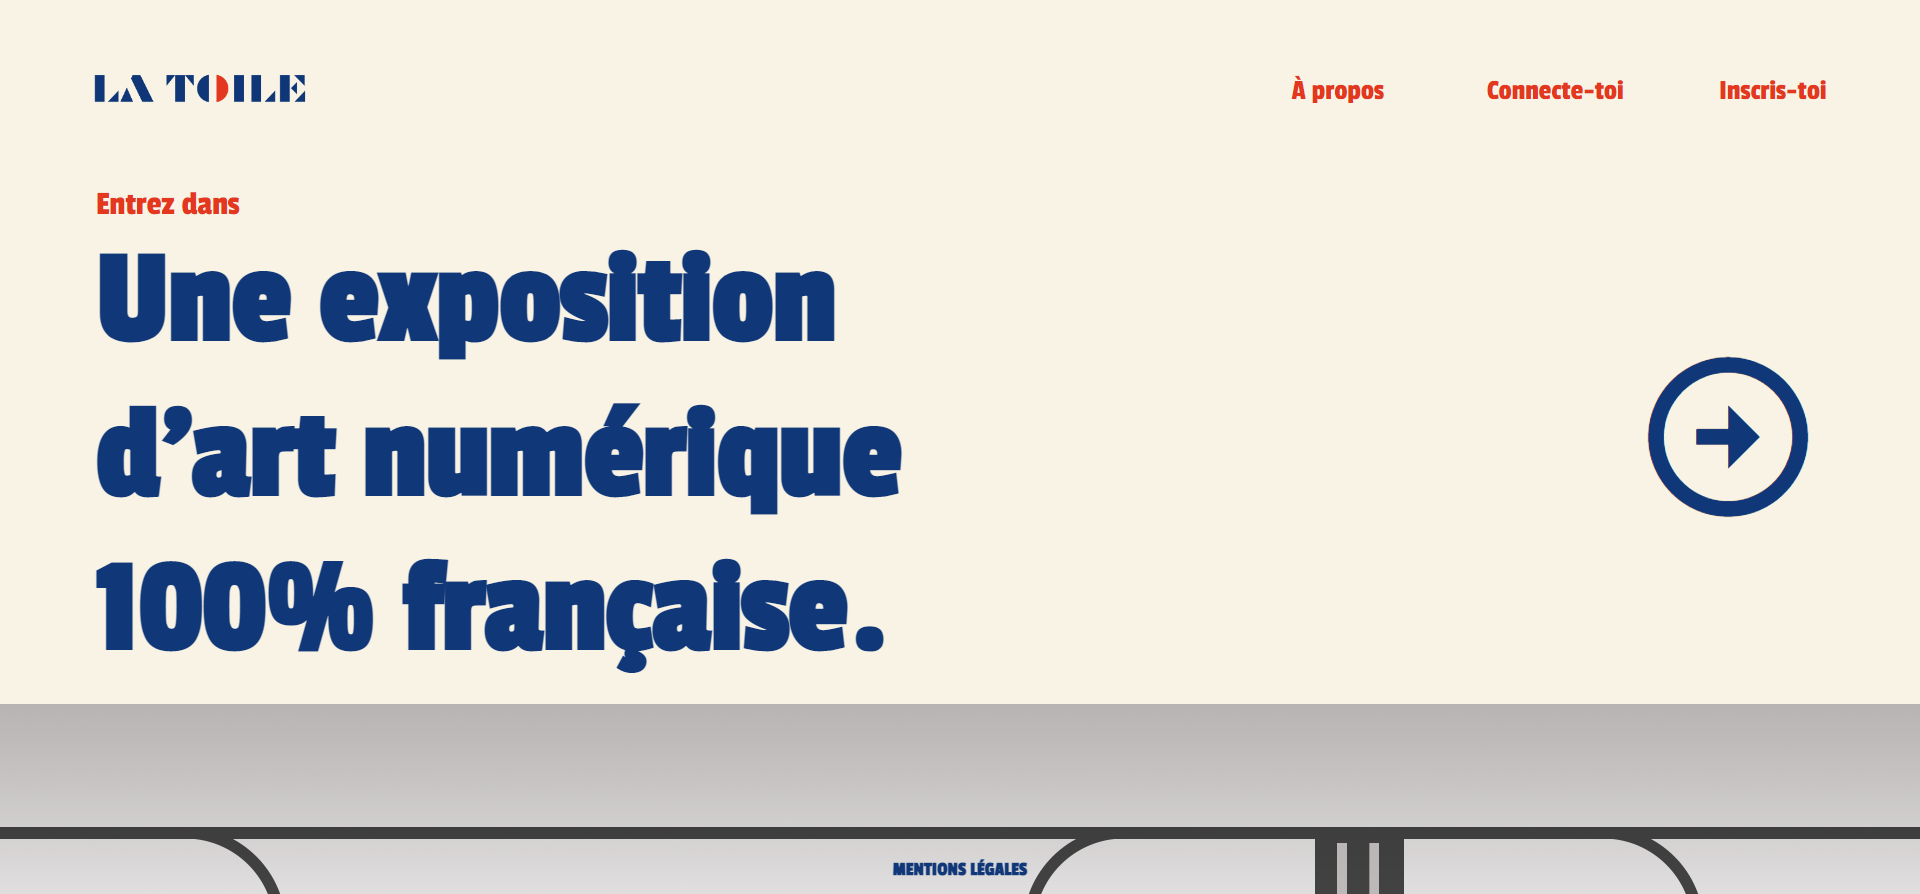 LA TOILE
À propos
Connecte-toi
Inscris-toi
Entrez dans
Une exposition
d’art numérique
100% française.
MENTIONS LÉGALES